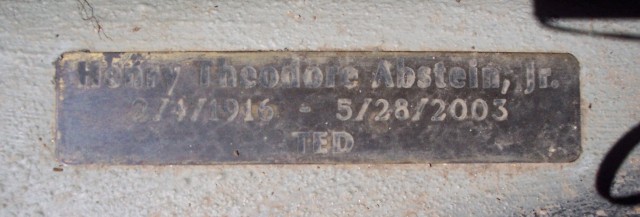 Henry Theodore Abstein, Jr.
2/4/1916 - 5/28/2003
TED